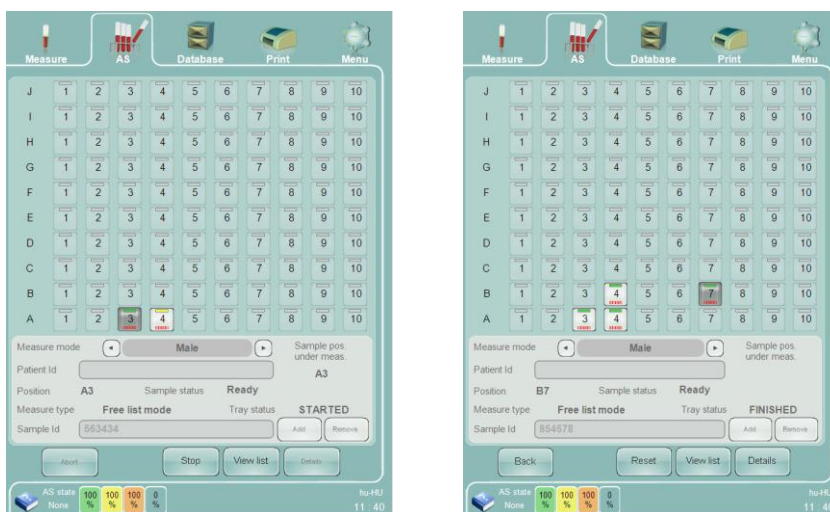 Measure AS Database Print Menu
J 1 2 3 4 5 6 7 8 9 10
I 1 2 3 4 5 6 7 8 9 10
H 1 2 3 4 5 6 7 8 9 10
G 1 2 3 4 5 6 7 8 9 10
F 1 2 3 4 5 6 7 8 9 10
E 1 2 3 4 5 6 7 8 9 10
D 1 2 3 4 5 6 7 8 9 10
C 1 2 3 4 5 6 7 8 9 10
B 1 2 3 4 5 6 7 8 9 10
A 1 2 3 4 5 6 7 8 9 10
Measure mode Male Sample pos.
under meas.
Patient Id A3
Position A3 Sample status Ready
Measure type Free list mode Tray status STARTED
Sample Id 563434 Add Remove
Abort Stop View list Details
AS state 100 100 100 0 hu-HU
None % % % % 11 : 40
Measure AS Database Print Menu
J 1 2 3 4 5 6 7 8 9 10
I 1 2 3 4 5 6 7 8 9 10
H 1 2 3 4 5 6 7 8 9 10
G 1 2 3 4 5 6 7 8 9 10
F 1 2 3 4 5 6 7 8 9 10
E 1 2 3 4 5 6 7 8 9 10
D 1 2 3 4 5 6 7 8 9 10
C 1 2 3 4 5 6 7 8 9 10
B 1 2 3 4 5 6 7 8 9 10
A 1 2 3 4 5 6 7 8 9 10
Measure mode Male Sample pos.
under meas.
Patient Id
Position B7 Sample status Ready
Measure type Free list mode Tray status FINISHED
Sample Id 854578 Add Remove
Back Reset View list Details
AS state 100 100 100 0 hu-HU
None % % % %